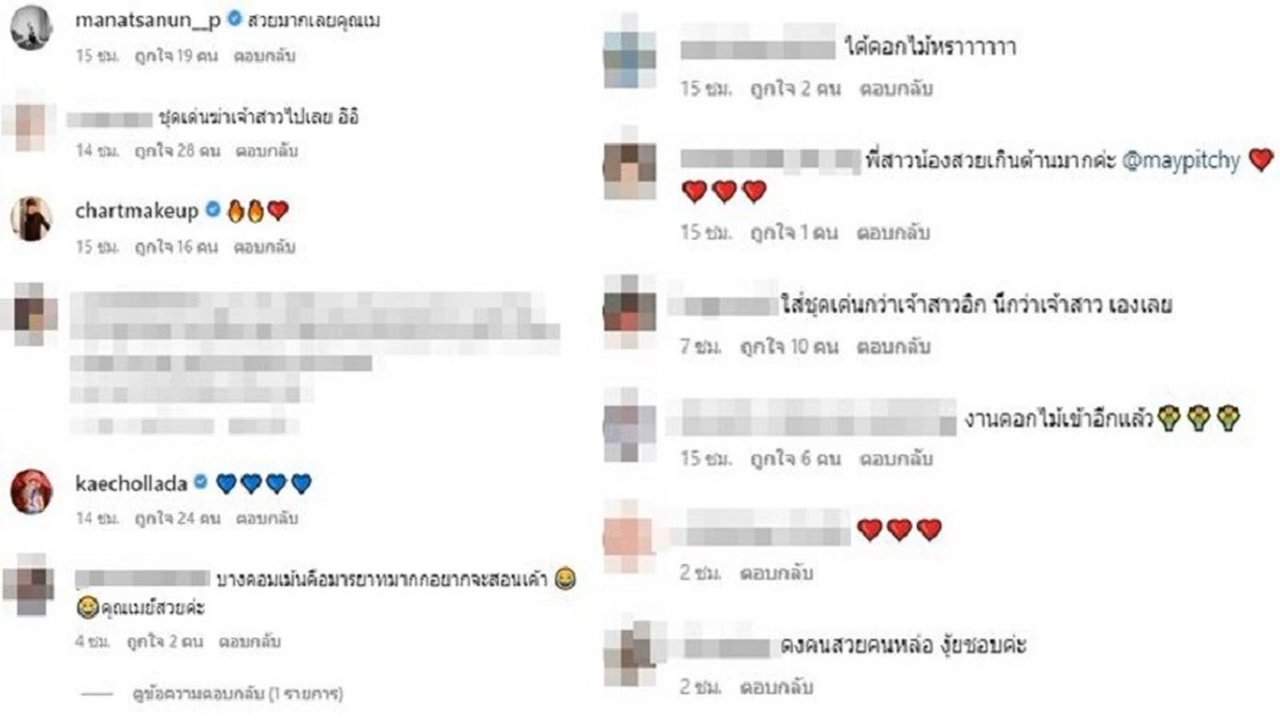 manatsanun__p สวยมากเลยคุณเม
15 ชม. ถูกใจ 19 คน ตอบกลับ
ชุดเด่นฆ่าเจ้าสาวไปเลย อิอิ
14 ชม. ถูกใจ 28 คน ตอบกลับ
chartmakeup 🔥🔥❤️
15 ชม. ถูกใจ 16 คน ตอบกลับ
kaechollada 💙💙💙💙
14 ชม. ถูกใจ 24 คน ตอบกลับ
บางคอมเม้นคือมารยาทมากกอยากจะสอนเค้า 😂
😂คุณเมย์สวยค่ะ
4 ชม. ถูกใจ 2 คน ตอบกลับ
ดูข้อความตอบกลับ (1 รายการ)
ได้ดอกไม้หราาาาาา
15 ชม. ถูกใจ 2 คน ตอบกลับ
พี่สาวน้องสวยเกินต้านมากค่ะ @maypitchy ❤️
❤️❤️❤️
15 ชม. ถูกใจ 1 คน ตอบกลับ
ใส่ชุดเด่นกว่าเจ้าสาวอีก นึกว่าเจ้าสาว เองเลย
7 ชม. ถูกใจ 10 คน ตอบกลับ
งานดอกไม้เข้าอีกแล้ว💐💐💐
15 ชม. ถูกใจ 6 คน ตอบกลับ
❤️❤️❤️
2 ชม. ตอบกลับ
ดงคนสวยคนหล่อ งุ้ยชอบค่ะ
2 ชม. ตอบกลับ